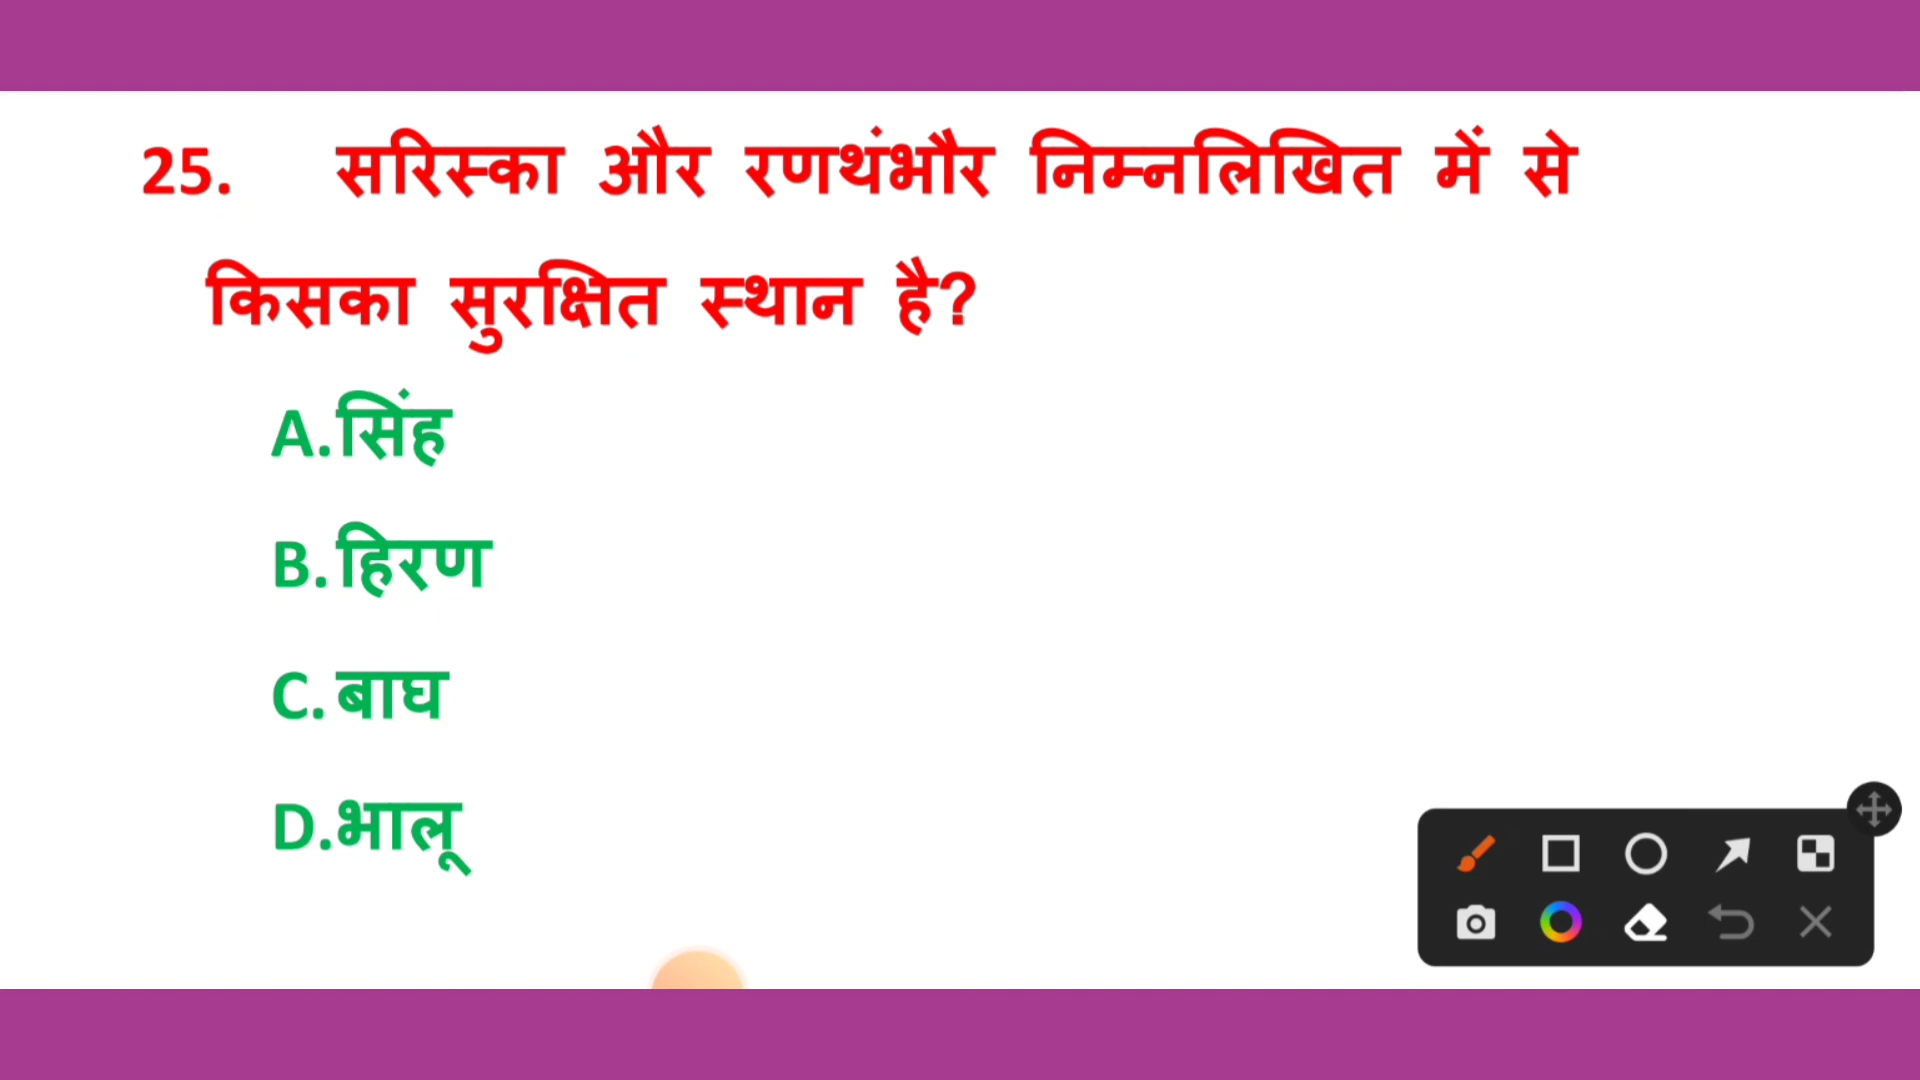 25. सरिस्का और रणथंभौर निम्नलिखित में से
किसका सुरक्षित स्थान है?
A.सिंह
B.हिरण
C.बाघ
D.भालू